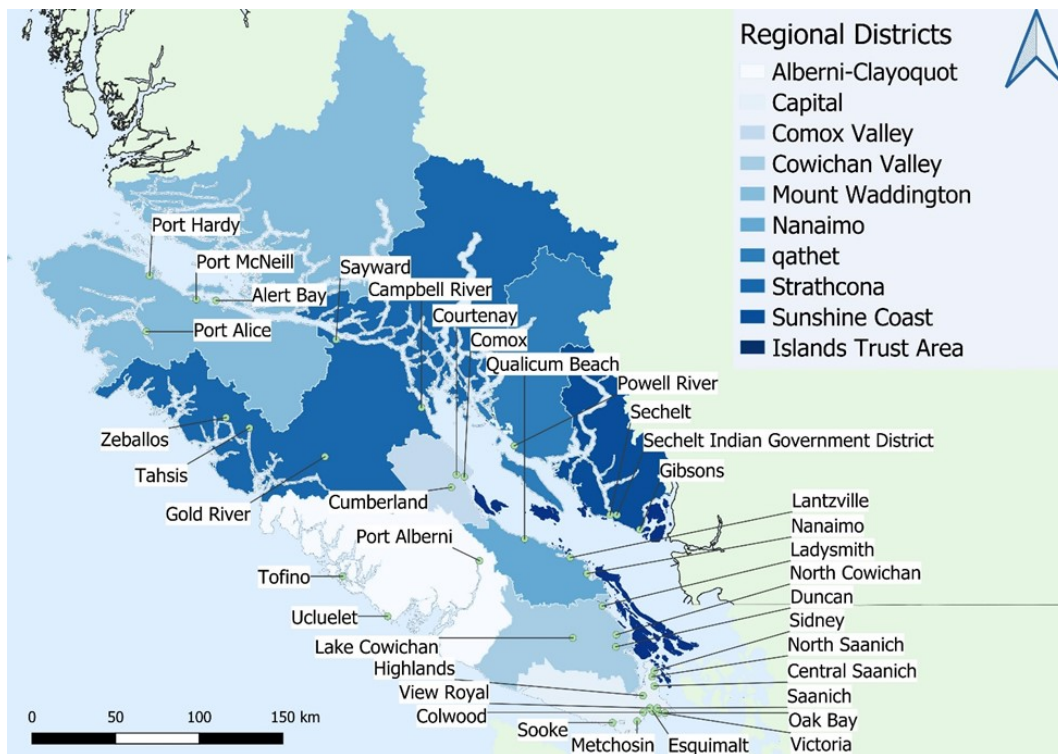 Regional Districts
Alberni-Clayoquot
Capital
Comox Valley
Cowichan Valley
Mount Waddington
Nanaimo
qathet
Strathcona
Sunshine Coast
Islands Trust Area
Port Hardy
Port McNeill
Sayward
Campbell River
Alert Bay
Courtenay
Port Alice
Comox
Qualicum Beach
Powell River
Sechelt
Zeballos
Sechelt Indian Government District
Tahsis
Gibsons
Cumberland
Gold River
Lantzville
Nanaimo
Port Alberni
Ladysmith
Tofino
North Cowichan
Duncan
Ucluelet
Sidney
Lake Cowichan
North Saanich
Highlands
Central Saanich
View Royal
Saanich
Colwood
Oak Bay
Sooke
Metchosin
Esquimalt
Victoria
0 50 100 150 km